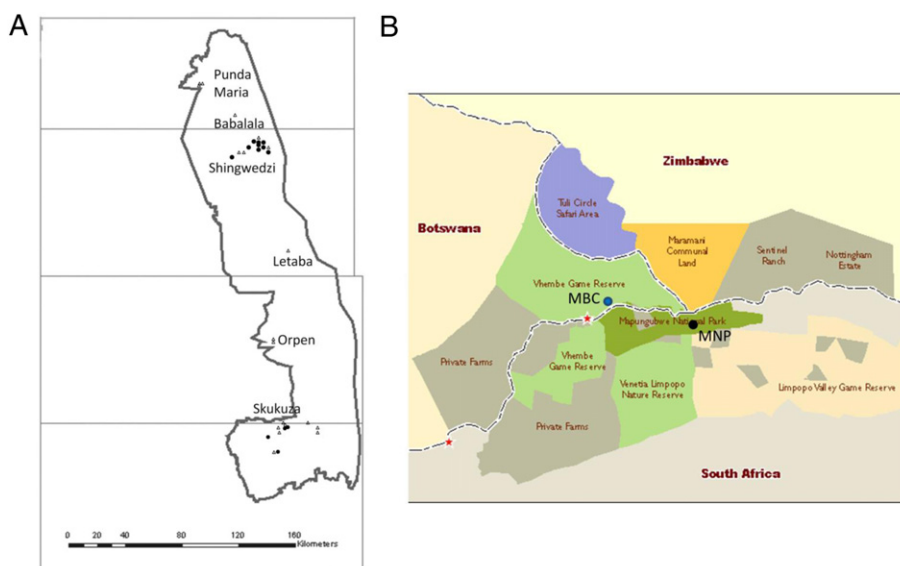 A
Punda
Maria
Babalala
Shingwedzi
Letaba
Orpen
Skukuza
0 20 40 80 120 160
Kilometers
B
Zimbabwe
Tuli Circle
Safari Area
Botswana
Maramani
Communal
Land
Sentinel
Ranch
Nottingham
Estate
Vhembe Game Reserve
MBC
Mapungubwe National Park
MNP
Private Farms
Vhembe
Game Reserve
Venetia Limpopo
Nature Reserve
Limpopo Valley Game Reserve
Private Farms
South Africa